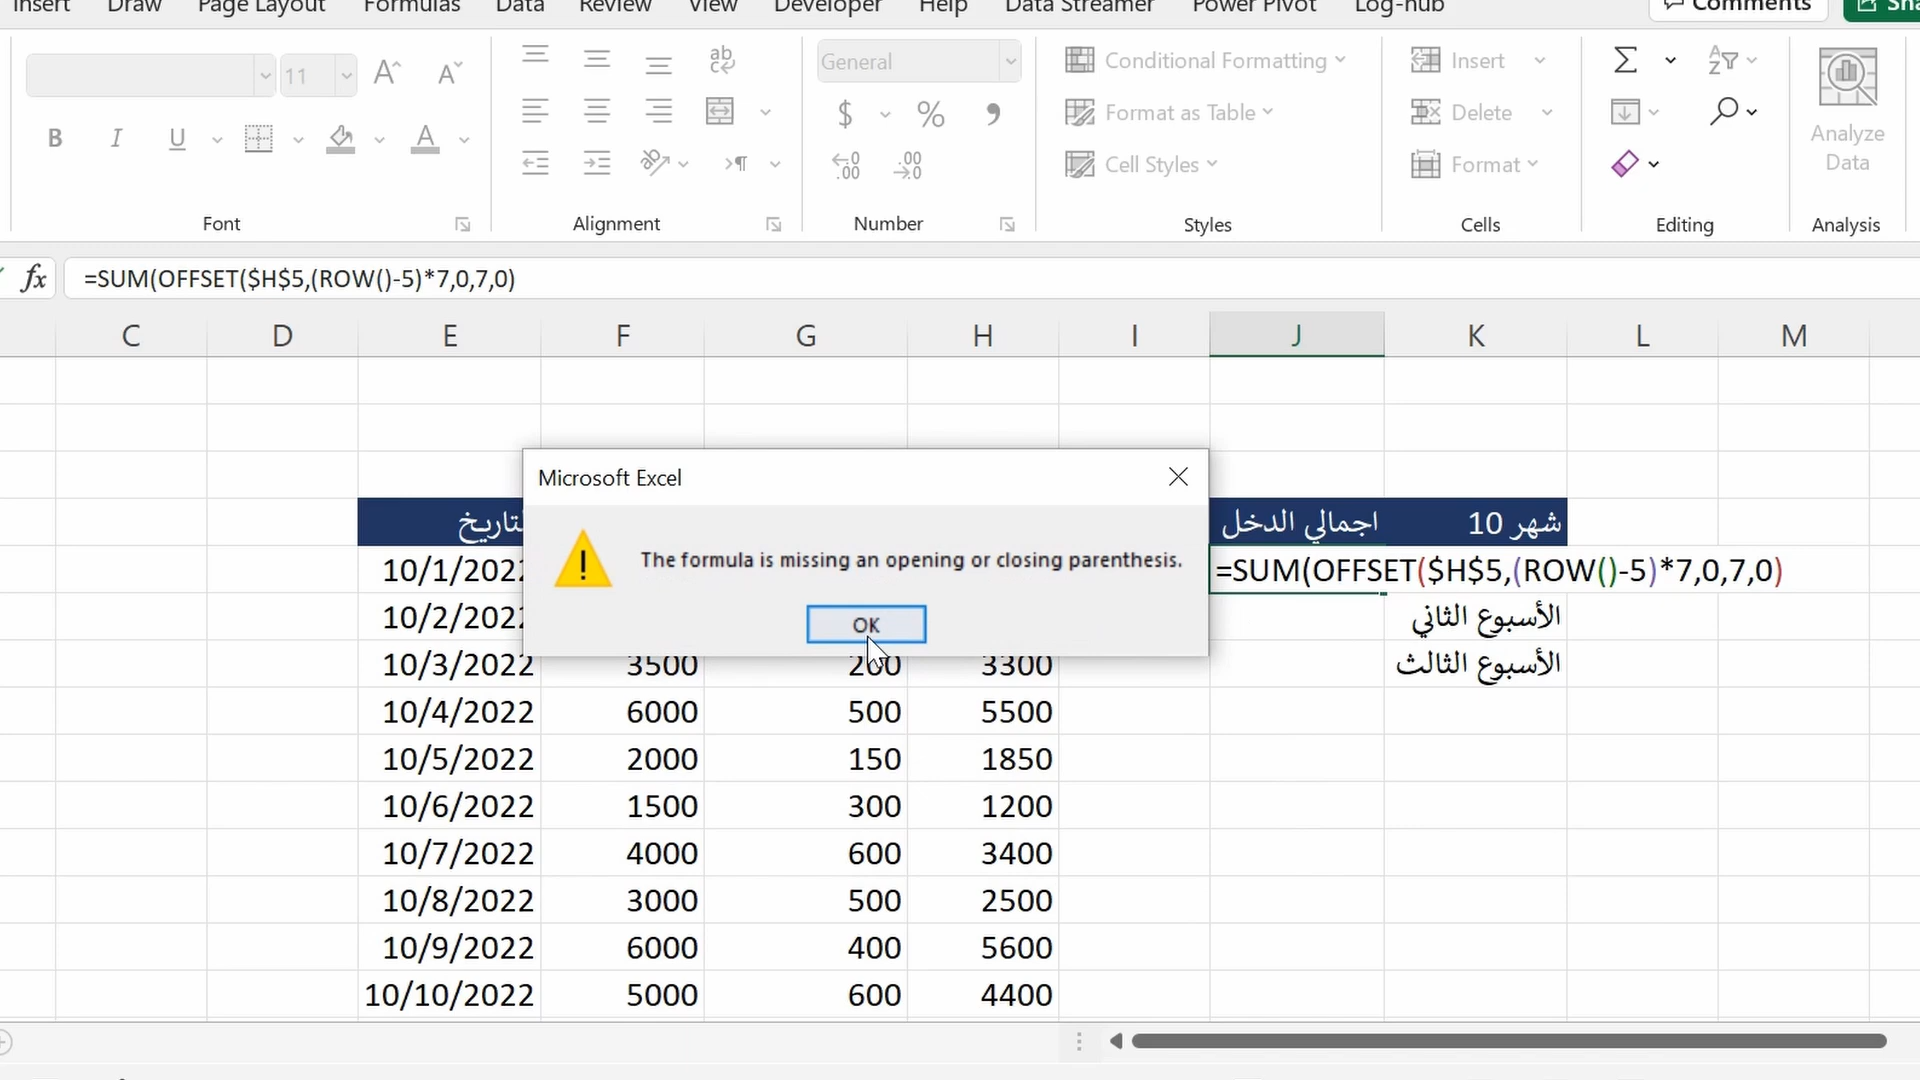 Insert Draw Page Layout Formulas Data Review View Developer Help Data Streamer Power Pivot Log-hub Comments
11
General
Conditional Formatting
Insert
Format as Table
Delete
Analyze Data
Cell Styles
Format
Font Alignment Number Styles Cells Editing Analysis
fx =SUM(OFFSET($H$5,(ROW()-5)*7,0,7,0)
C D E F G H I J K L M
Microsoft Excel
The formula is missing an opening or closing parenthesis.
OK
اجمالي الدخل شهر 10
10/1/202 =SUM(OFFSET($H$5,(ROW()-5)*7,0,7,0)
10/2/202 الأسبوع الثاني
10/3/2022 3500 200 3300 الأسبوع الثالث
10/4/2022 6000 500 5500
10/5/2022 2000 150 1850
10/6/2022 1500 300 1200
10/7/2022 4000 600 3400
10/8/2022 3000 500 2500
10/9/2022 6000 400 5600
10/10/2022 5000 600 4400